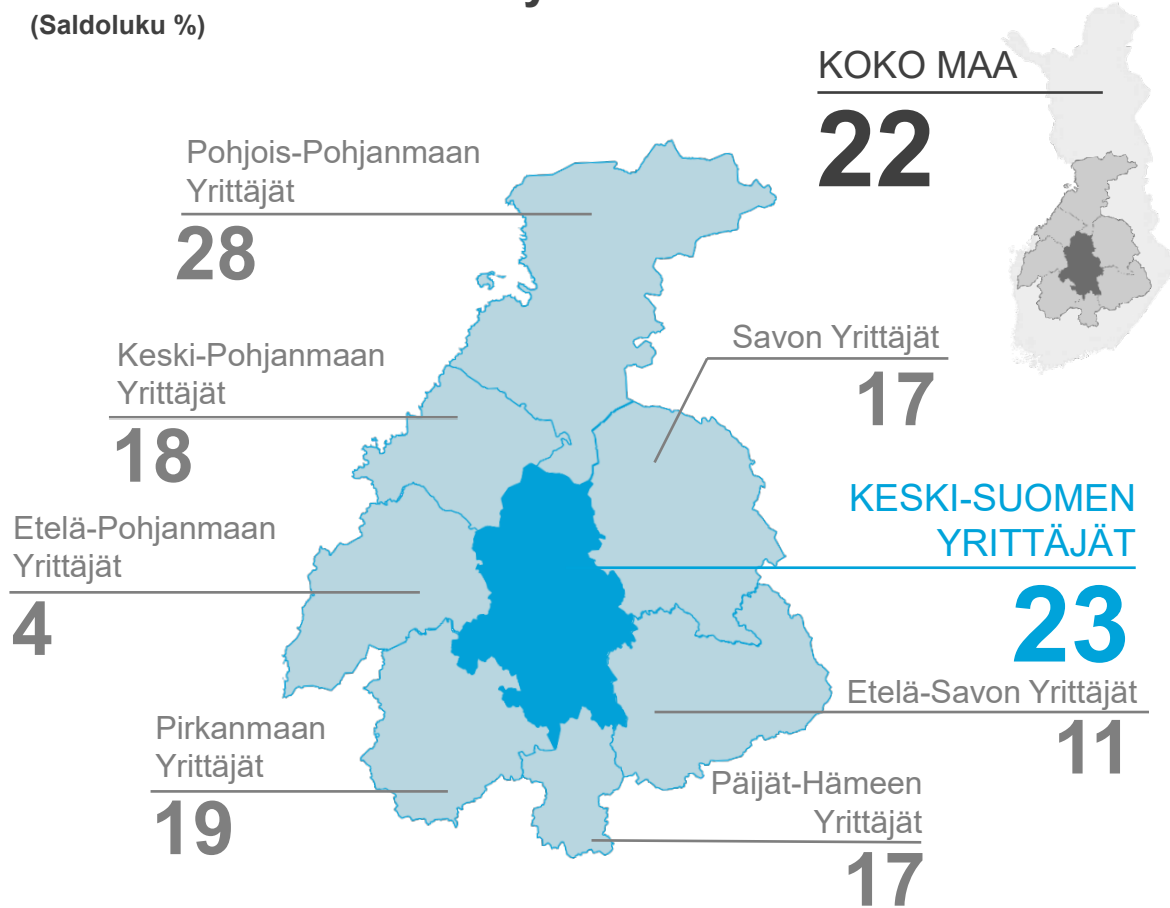 (Saldoluku %)
KOKO MAA
22
Pohjois-Pohjanmaan
Yrittäjät
28
Keski-Pohjanmaan
Yrittäjät
18
Savon Yrittäjät
17
Etelä-Pohjanmaan
Yrittäjät
4
KESKI-SUOMEN
YRITTÄJÄT
23
Etelä-Savon Yrittäjät
11
Pirkanmaan
Yrittäjät
19
Päijät-Hämeen
Yrittäjät
17